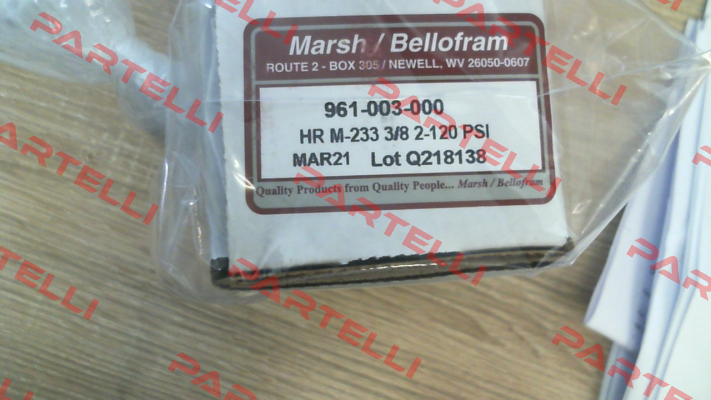 Marsh / Bellofram
ROUTE 2 - BOX 305 / NEWELL, WV 26050-0607
961-003-000
HR M-233 3/8 2-120 PSI
MAR21 Lot Q218138
Quality Products from Quality People... Marsh / Bellofram
PARTELLI
PARTELLI
PARTELLI
PARTELLI
PARTELLI
PARTELLI
PARTELLI
PARTELLI